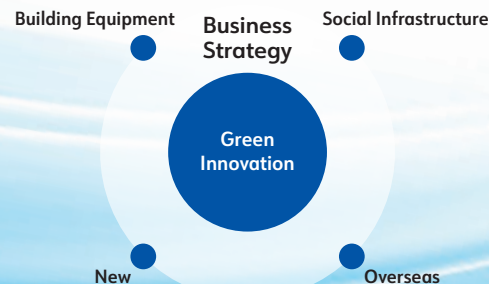 Building Equipment
Business
Strategy
Social Infrastructure
Green
Innovation
New
Overseas